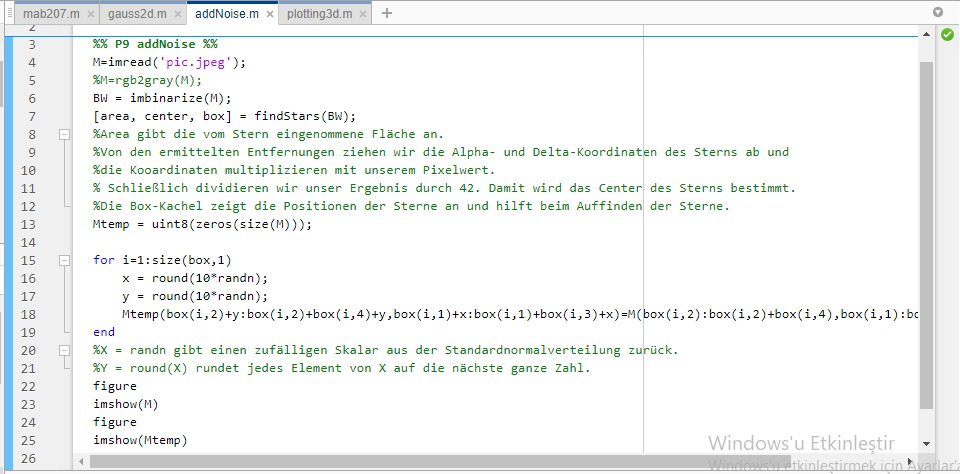 mab207.m × gauss2d.m × addNoise.m × plotting3d.m × +
2
3 %% P9 addNoise %%
4 M=imread('pic.jpeg');
5 %M=rgb2gray(M);
6 BW = imbinarize(M);
7 [area, center, box] = findStars(BW);
8 %Area gibt die vom Stern eingenommene Fläche an.
9 %Von den ermittelten Entfernungen ziehen wir die Alpha- und Delta-Koordinaten des Sterns ab und
10 %die Kooardinaten multiplizieren mit unserem Pixelwert.
11 % Schließlich dividieren wir unser Ergebnis durch 42. Damit wird das Center des Sterns bestimmt.
12 %Die Box-Kachel zeigt die Positionen der Sterne an und hilft beim Auffinden der Sterne.
13 Mtemp = uint8(zeros(size(M)));
14
15 for i=1:size(box,1)
16 x = round(10*randn);
17 y = round(10*randn);
18 Mtemp(box(i,2)+y:box(i,2)+box(i,4)+y,box(i,1)+x:box(i,1)+box(i,3)+x)=M(box(i,2):box(i,2)+box(i,4),box(i,1):bo
19 end
20 %X = randn gibt einen zufälligen Skalar aus der Standardnormalverteilung zurück.
21 %Y = round(X) rundet jedes Element von X auf die nächste ganze Zahl.
22 figure
23 imshow(M)
24 figure
25 imshow(Mtemp)
26
Windows'u Etkinleştir
Windows'u etkinleştirmek için Ayarlar'